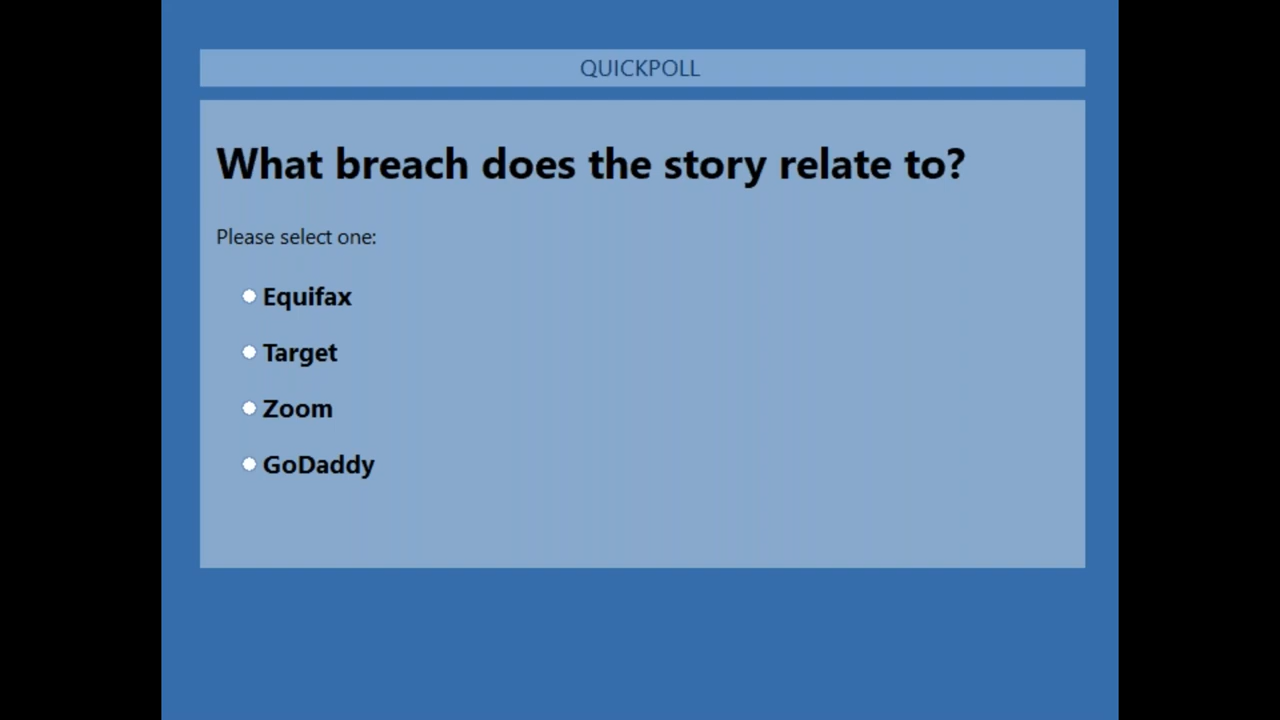 QUICKPOLL
What breach does the story relate to?
Please select one:
Equifax
Target
Zoom
GoDaddy